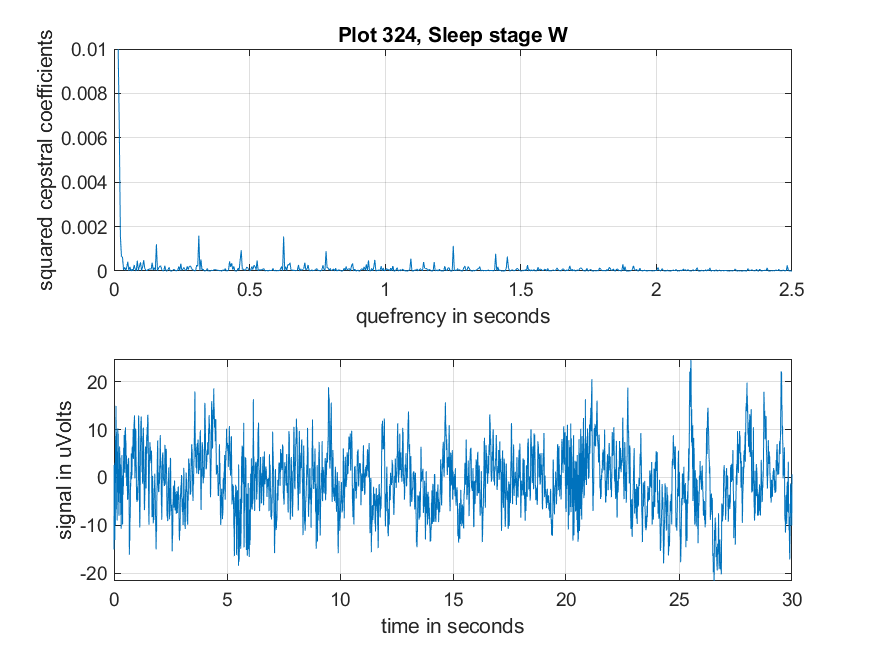 Plot 324, Sleep stage W
squared cepstral coefficients
0.01
0.008
0.006
0.004
0.002
0
0 0.5 1 1.5 2 2.5
quefrency in seconds
signal in uVolts
20
10
0
-10
-20
0 5 10 15 20 25 30
time in seconds